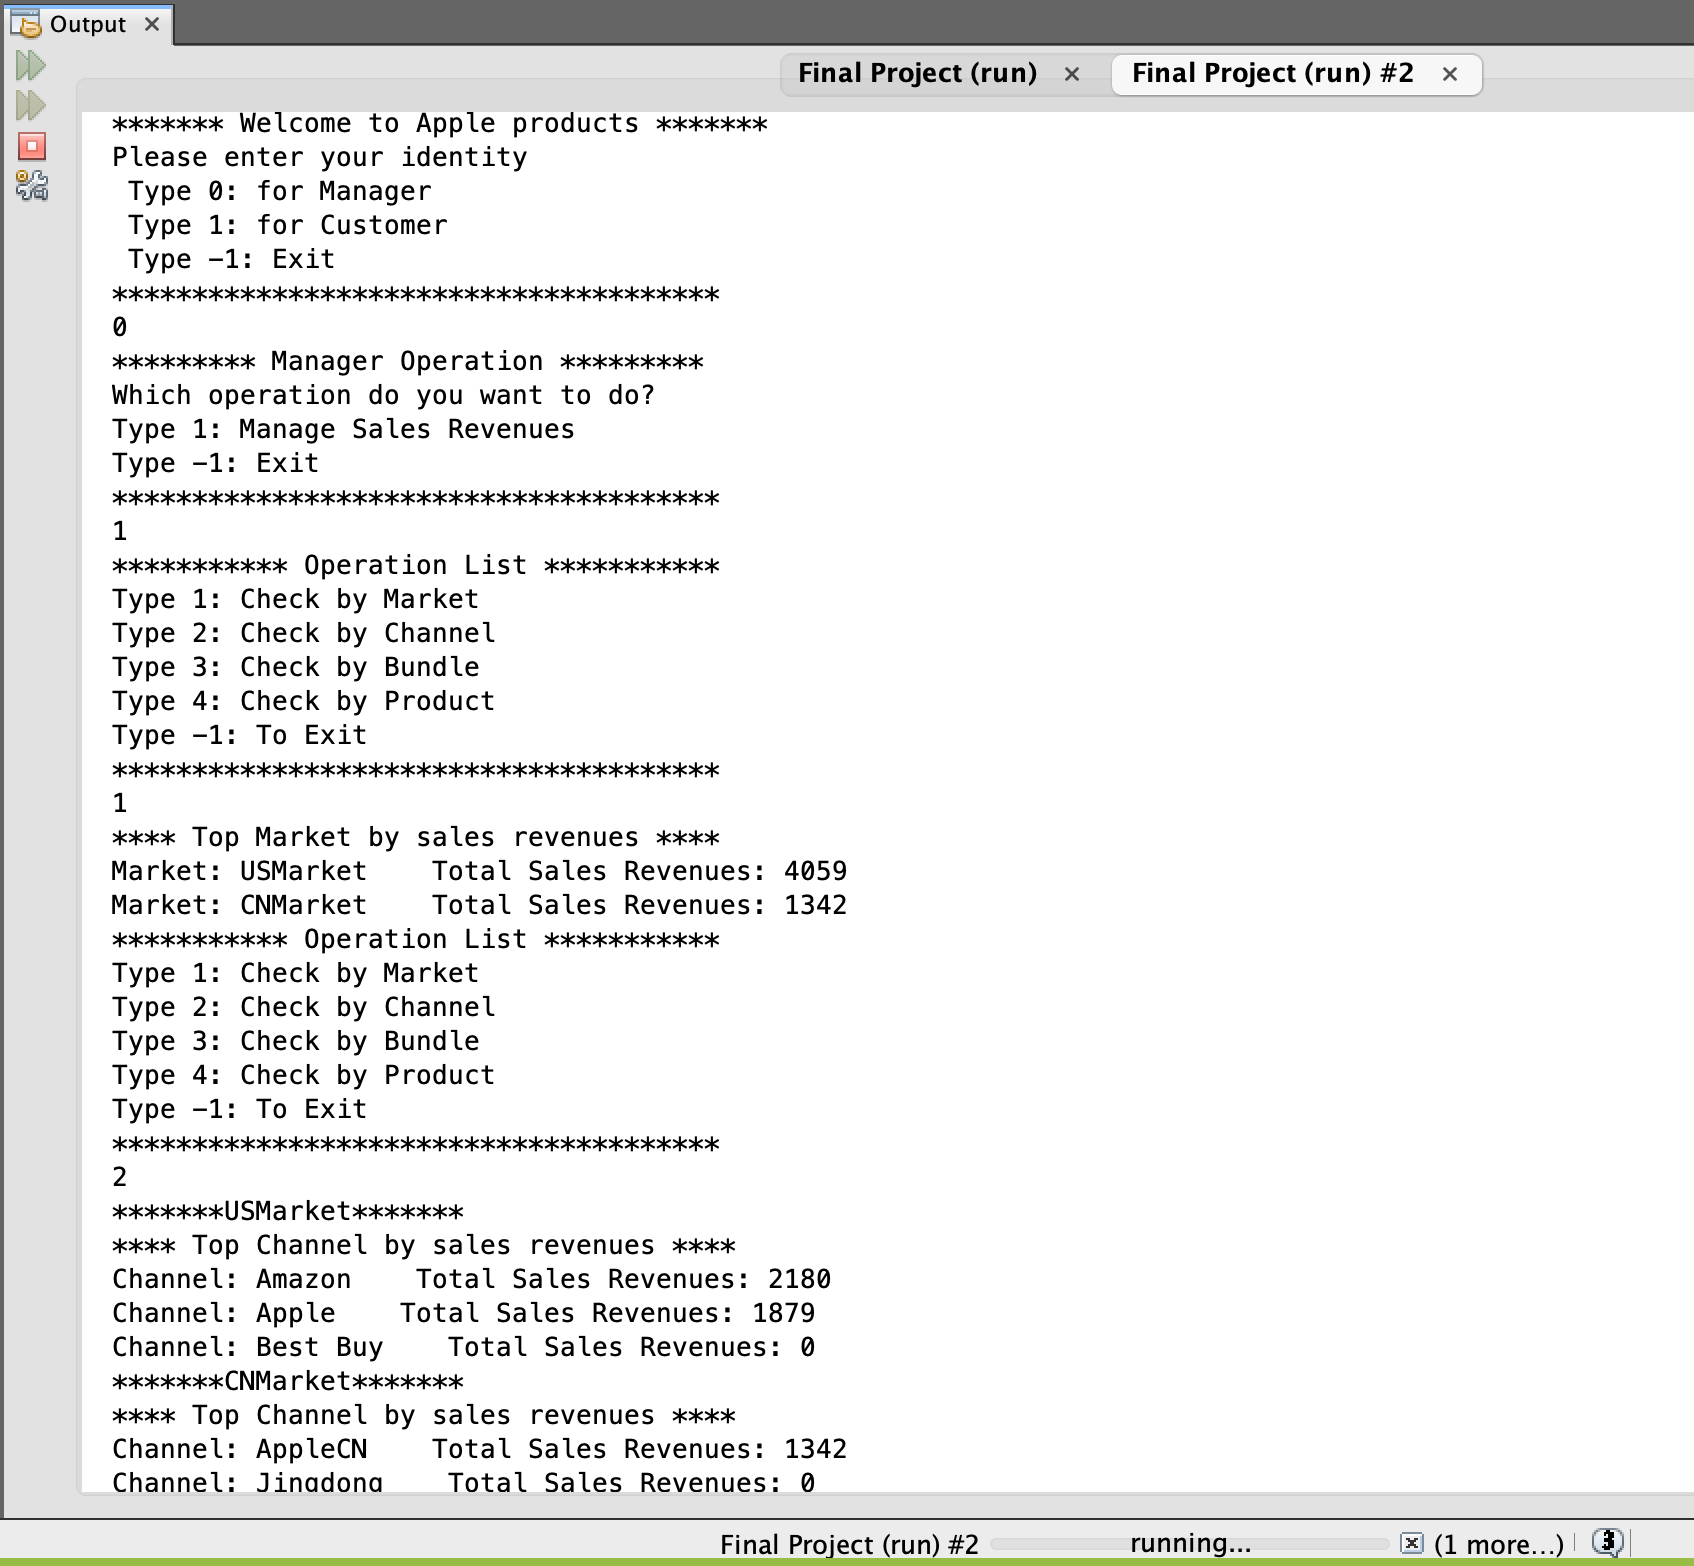 Output
Final Project (run)
Final Project (run) #2
******* Welcome to Apple products *******
Please enter your identity
Type 0: for Manager
Type 1: for Customer
Type -1: Exit
**************************************
0
********* Manager Operation *********
Which operation do you want to do?
Type 1: Manage Sales Revenues
Type -1: Exit
**************************************
1
*********** Operation List ***********
Type 1: Check by Market
Type 2: Check by Channel
Type 3: Check by Bundle
Type 4: Check by Product
Type -1: To Exit
**************************************
1
**** Top Market by sales revenues ****
Market: USMarket    Total Sales Revenues: 4059
Market: CNMarket    Total Sales Revenues: 1342
*********** Operation List ***********
Type 1: Check by Market
Type 2: Check by Channel
Type 3: Check by Bundle
Type 4: Check by Product
Type -1: To Exit
**************************************
2
*******USMarket*******
**** Top Channel by sales revenues ****
Channel: Amazon    Total Sales Revenues: 2180
Channel: Apple    Total Sales Revenues: 1879
Channel: Best Buy    Total Sales Revenues: 0
*******CNMarket*******
**** Top Channel by sales revenues ****
Channel: AppleCN    Total Sales Revenues: 1342
Channel: Jingdong    Total Sales Revenues: 0
Final Project (run) #2 running... (1 more...) 3